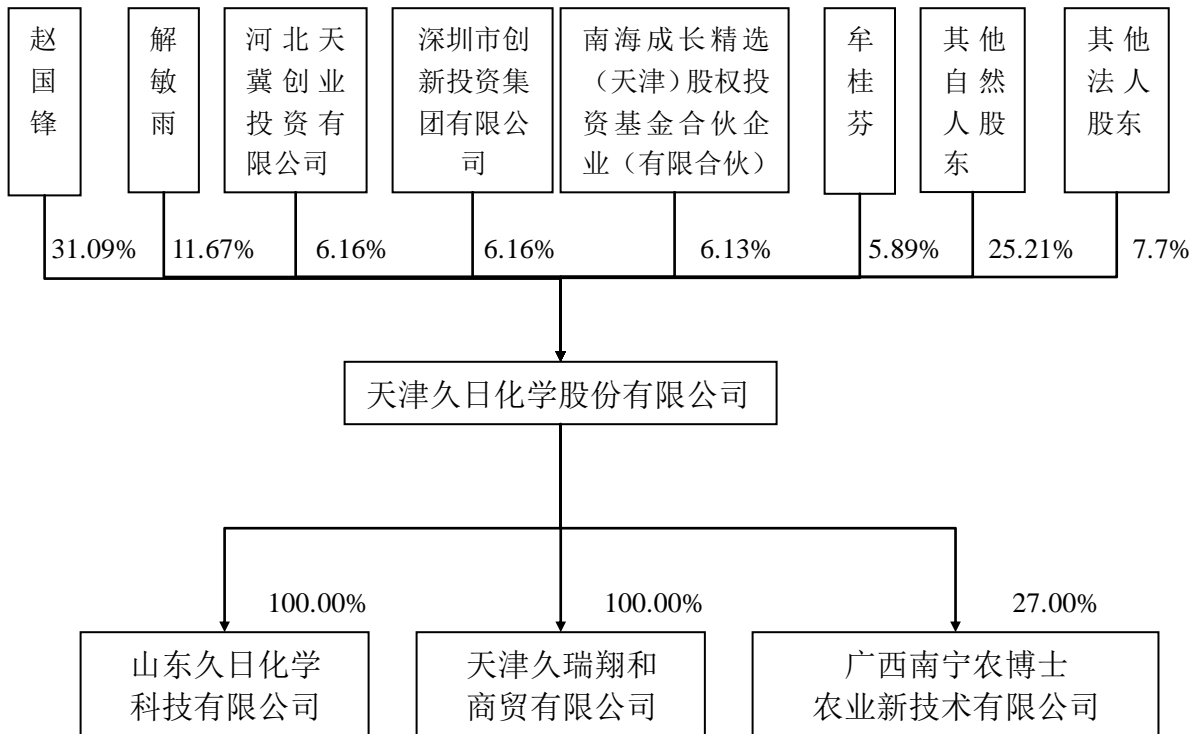 赵
国
锋
解
敏
雨
河北天
冀创业
投资有
限公司
深圳市创
新投资集
团有限公
司
南海成长精选
（天津）股权投
资基金合伙企
业（有限合伙）
牟
桂
芬
其他
自然
人股
东
其他
法人
股东
31.09%
11.67%
6.16%
6.16%
6.13%
5.89%
25.21%
7.7%
天津久日化学股份有限公司
100.00%
100.00%
27.00%
山东久日化学
科技有限公司
天津久瑞翔和
商贸有限公司
广西南宁农博士
农业新技术有限公司